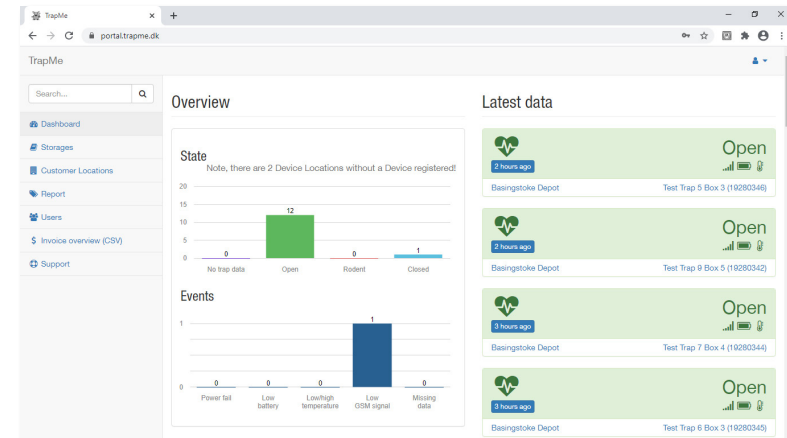 TrapMe
portal.trapme.dk
TrapMe
Search...
Dashboard
Storages
Customer Locations
Report
Users
$ Invoice overview (CSV)
Support
Overview
State
Note, there are 2 Device Locations without a Device registered!
20
15
10
5
0
0
12
0
1
No trap data
Open
Rodent
Closed
Events
1
0
0
0
0
1
0
Power fail
Low
battery
Low/high
temperature
Low
GSM signal
Missing
data
Latest data
Open
2 hours ago
Basingstoke Depot
Test Trap 5 Box 3 (19280346)
Open
2 hours ago
Basingstoke Depot
Test Trap 9 Box 5 (19280342)
Open
3 hours ago
Basingstoke Depot
Test Trap 7 Box 4 (19280344)
Open
3 hours ago
Basingstoke Depot
Test Trap 6 Box 3 (19280345)